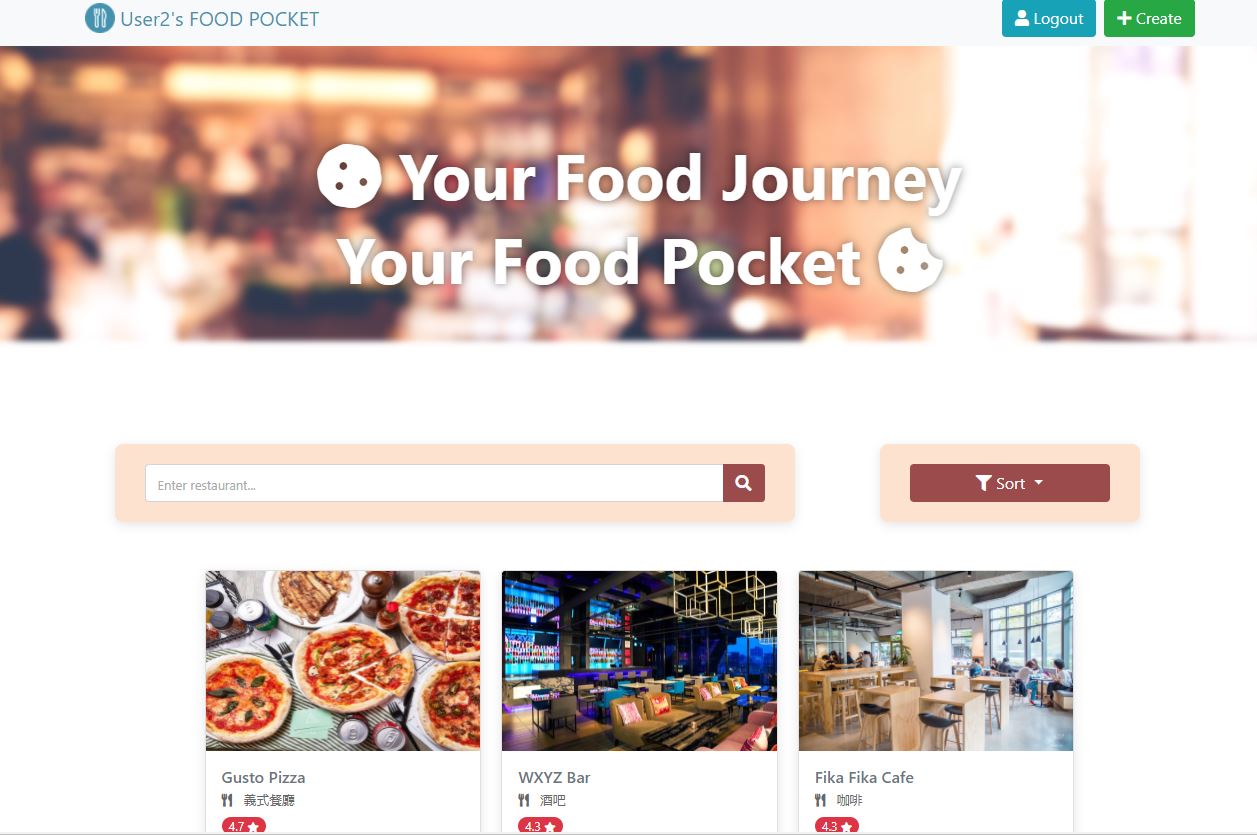 User2's FOOD POCKET
Logout
Create
Your Food Journey
Your Food Pocket
Enter restaurant...
Sort
Gusto Pizza
WXYZ Bar
Fika Fika Cafe
義式餐廳
酒吧
咖啡
4.7
4.3
4.3